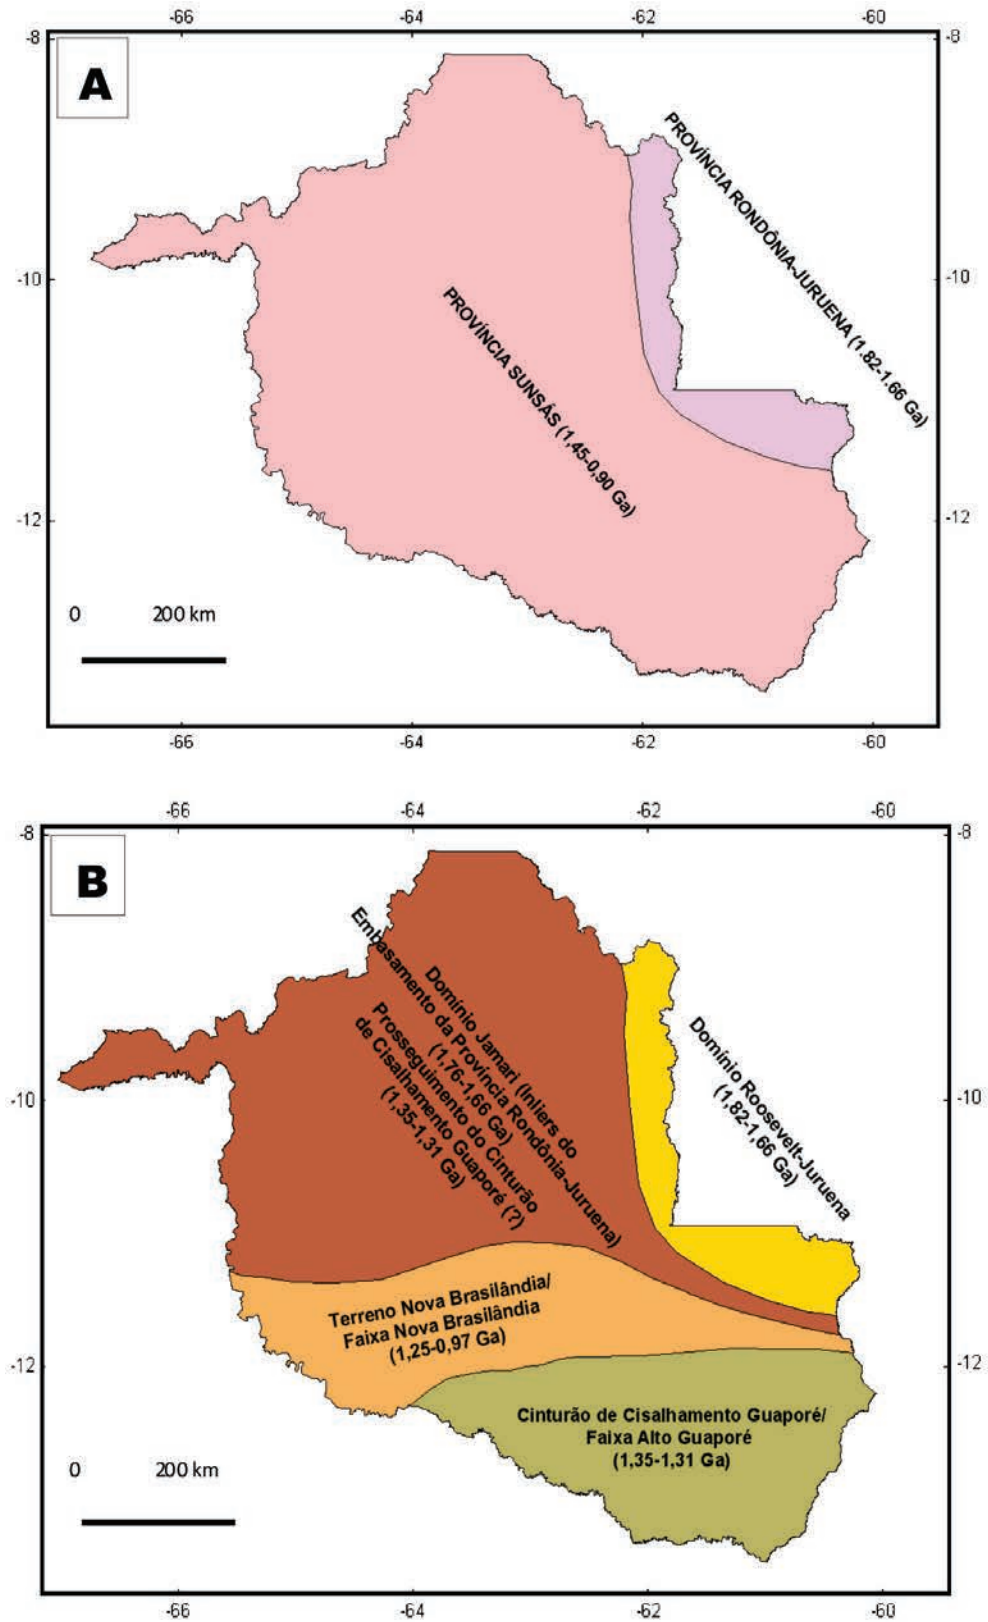 -66 -64 -62 -60
-8 -8
A
PROVÍNCIA RONDÔNIA-JURUENA (1.82-1.66 Ga)
-10 -10
PROVÍNCIA SUNSÁS (1,45-0,90 Ga)
-12 -12
0 200 km
-66 -64 -62 -60
-66 -64 -62 -60
-8 -8
B
Domínio Jamari (Inliers do
Embasamento da Província Rondônia-Juruena)
(1,76-1,66 Ga)
Prosseguimento do Cinturão
de Cisalhamento Guaporé (?)
(1,35-1,31 Ga)
Domínio Roosevelt-Juruena
(1,82-1,66 Ga)
-10 -10
Terreno Nova Brasilândia/
Faixa Nova Brasilândia
(1,25-0,97 Ga)
-12 -12
Cinturão de Cisalhamento Guaporé/
Faixa Alto Guaporé
(1,35-1,31 Ga)
0 200 km
-66 -64 -62 -60